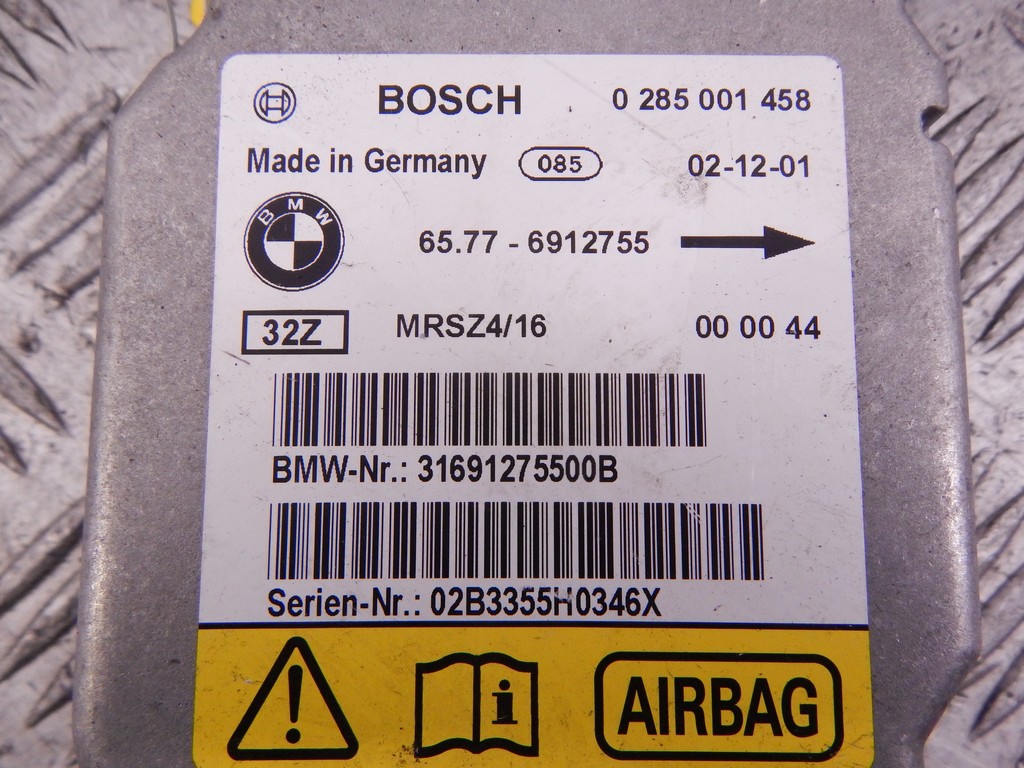 BOSCH 0 285 001 458
Made in Germany 085 02-12-01
BMW 65.77 - 6912755
32Z MRSZ4/16 00 00 44
BMW-Nr.: 31691275500B
Serien-Nr.: 02B3355H0346X
i AIRBAG